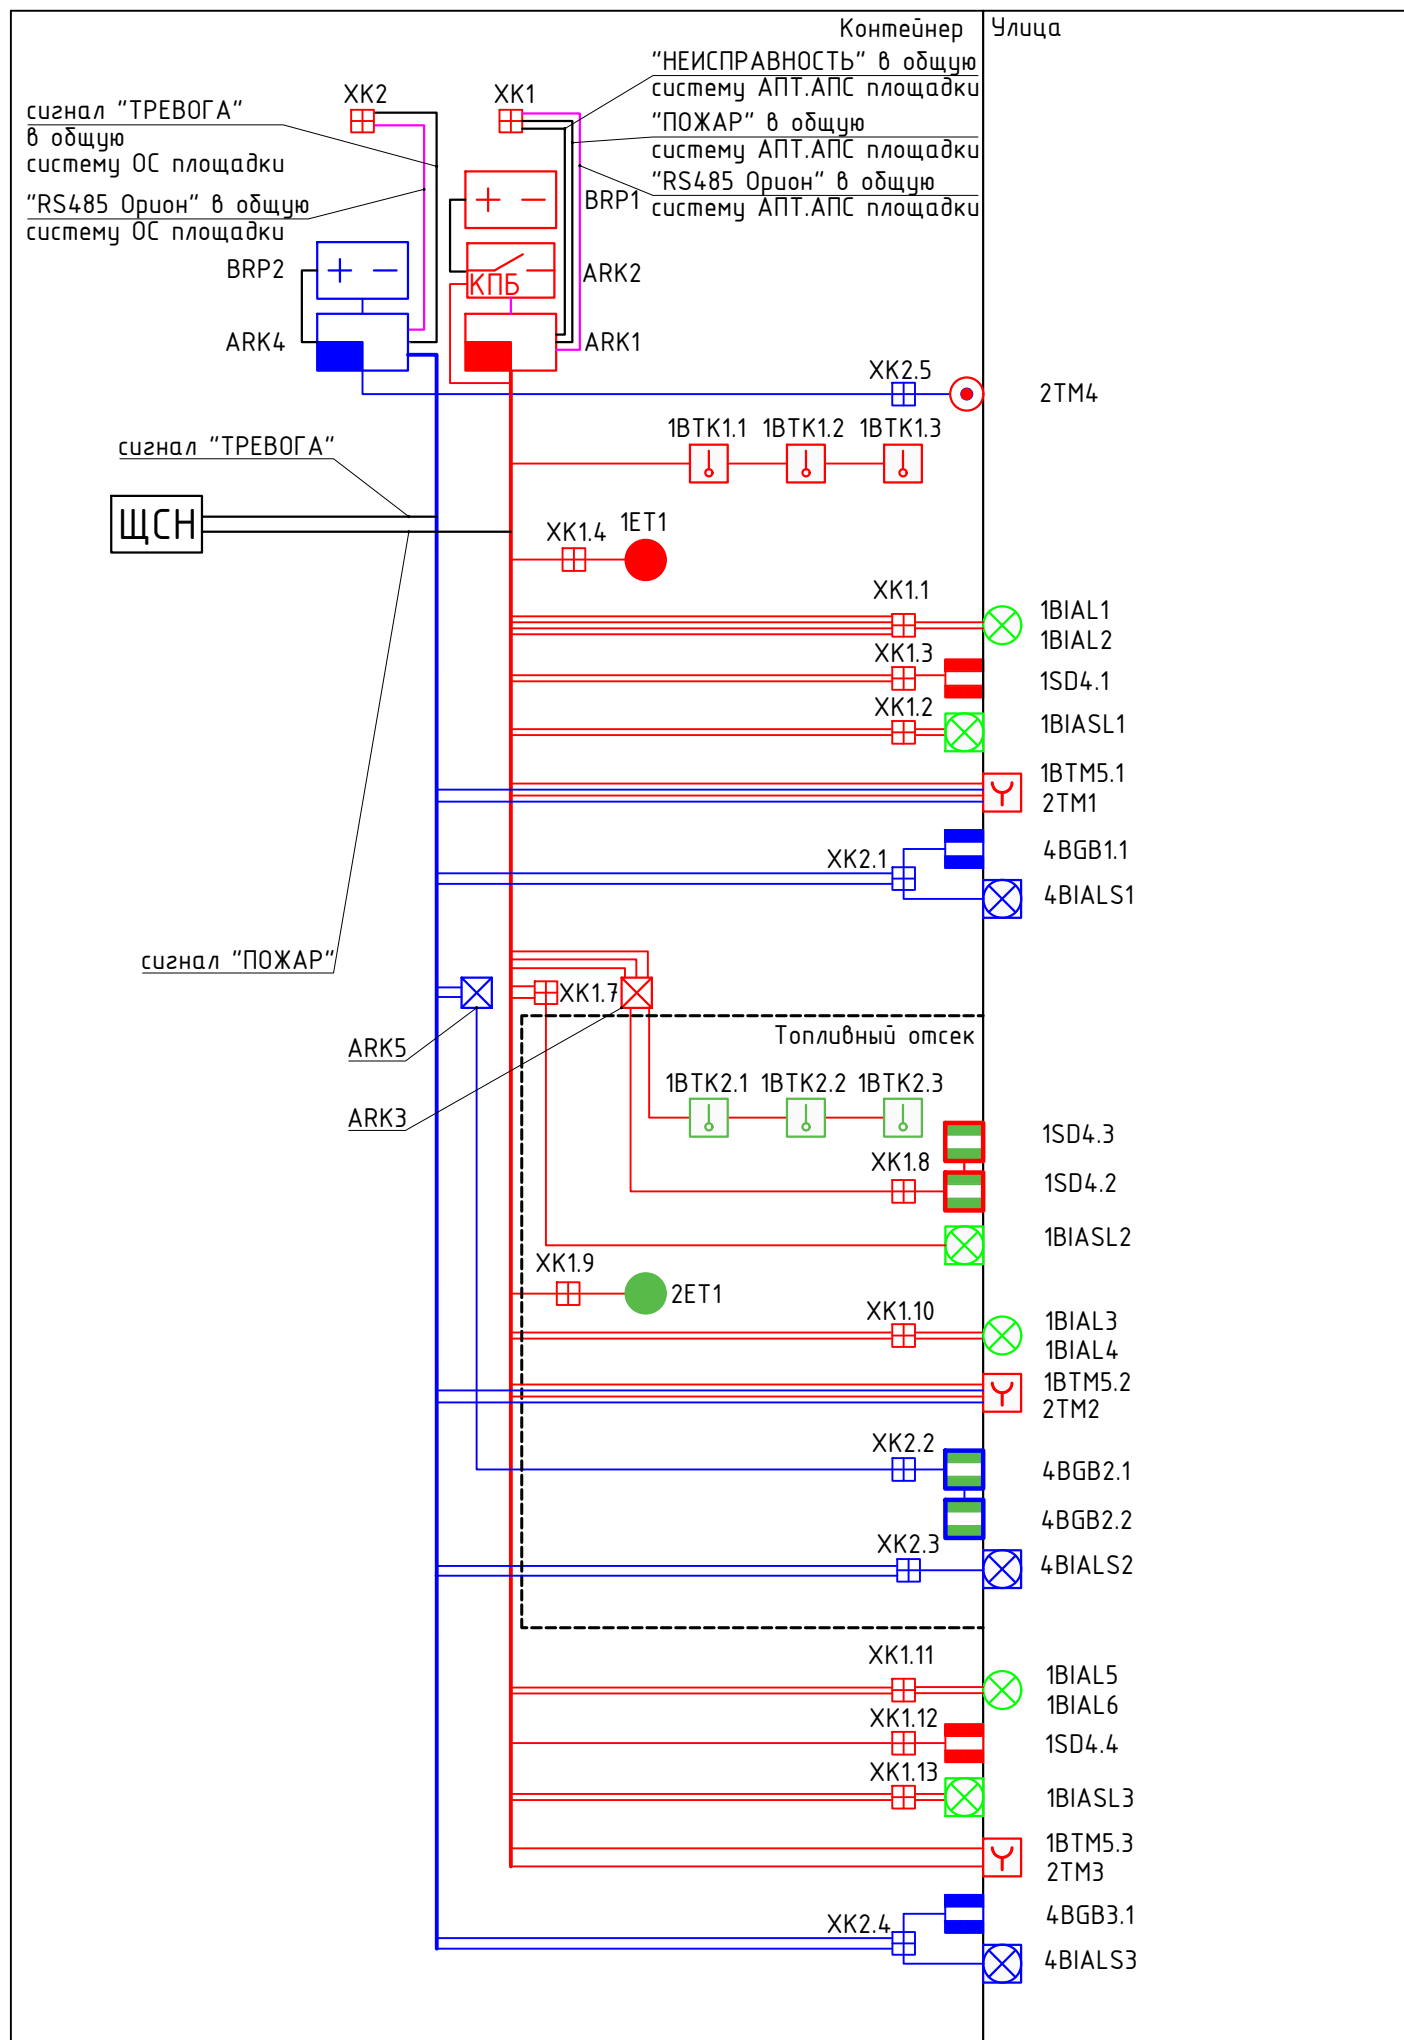 Контейнер
Улица
"НЕИСПРАВНОСТЬ" в общую
систему АПТ.АПС площадки
"ПОЖАР" в общую
систему АПТ.АПС площадки
"RS485 Орион" в общую
систему АПТ.АПС площадки
XK2
XK1
сигнал "ТРЕВОГА"
в общую
систему ОС площадки
"RS485 Орион" в общую
систему ОС площадки
BRP1
BRP2
ARK2
КПБ
ARK4
ARK1
XK2.5
2TM4
1BTK1.1
1BTK1.2
1BTK1.3
сигнал "ТРЕВОГА"
ЩСН
XK1.4
1ET1
XK1.1
1BIAL1
1BIAL2
XK1.3
1SD4.1
XK1.2
1BIASL1
1BTM5.1
2TM1
XK2.1
4BGB1.1
4BIALS1
сигнал "ПОЖАР"
XK1.7
ARK5
Топливный отсек
ARK3
1BTK2.1
1BTK2.2
1BTK2.3
1SD4.3
XK1.8
1SD4.2
1BIASL2
XK1.9
2ET1
XK1.10
1BIAL3
1BIAL4
1BTM5.2
2TM2
XK2.2
4BGB2.1
4BGB2.2
XK2.3
4BIALS2
XK1.11
1BIAL5
1BIAL6
XK1.12
1SD4.4
XK1.13
1BIASL3
1BTM5.3
2TM3
XK2.4
4BGB3.1
4BIALS3